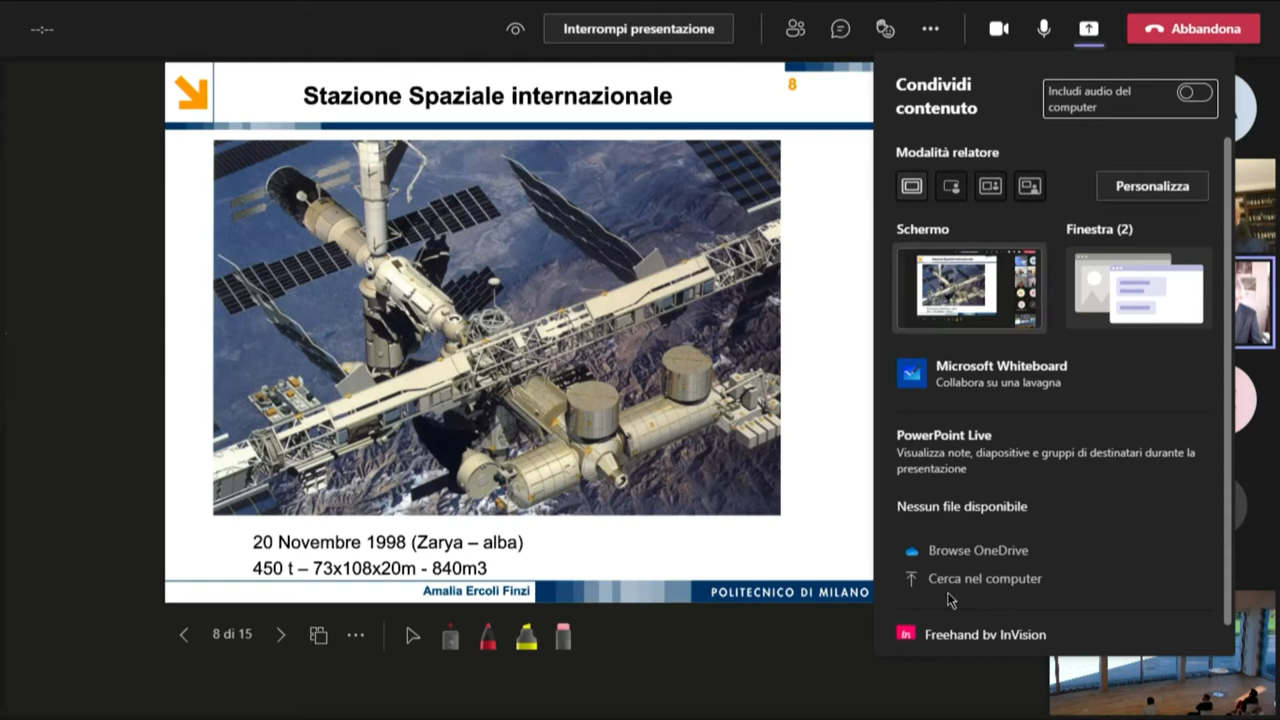 --:--
Interrompi presentazione
Abbandona
Stazione Spaziale internazionale
8
20 Novembre 1998 (Zarya – alba)
450 t – 73x108x20m - 840m3
Amalia Ercoli Finzi
POLITECNICO DI MILANO
8 di 15
Condividi
contenuto
Includi audio del
computer
Modalità relatore
Personalizza
Schermo
Finestra (2)
Microsoft Whiteboard
Collabora su una lavagna
PowerPoint Live
Visualizza note, diapositive e gruppi di destinatari durante la
presentazione
Nessun file disponibile
Browse OneDrive
Cerca nel computer
in
Freehand by InVision